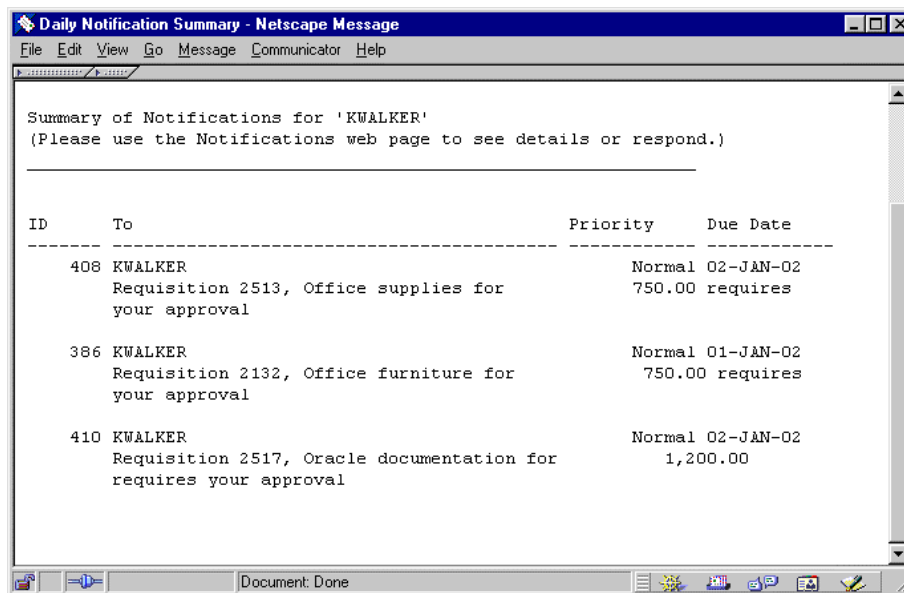 Daily Notification Summary - Netscape Message
File Edit View Go Message Communicator Help
Summary of Notifications for 'KWALKER'
(Please use the Notifications web page to see details or respond.)
ID To Priority Due Date
-------- ------------------------------------------ ------------ ------------
408 KWALKER Normal 02-JAN-02
Requisition 2513, Office supplies for 750.00 requires
your approval
386 KWALKER Normal 01-JAN-02
Requisition 2132, Office furniture for 750.00 requires
your approval
410 KWALKER Normal 02-JAN-02
Requisition 2517, Oracle documentation for 1,200.00
requires your approval
Document: Done